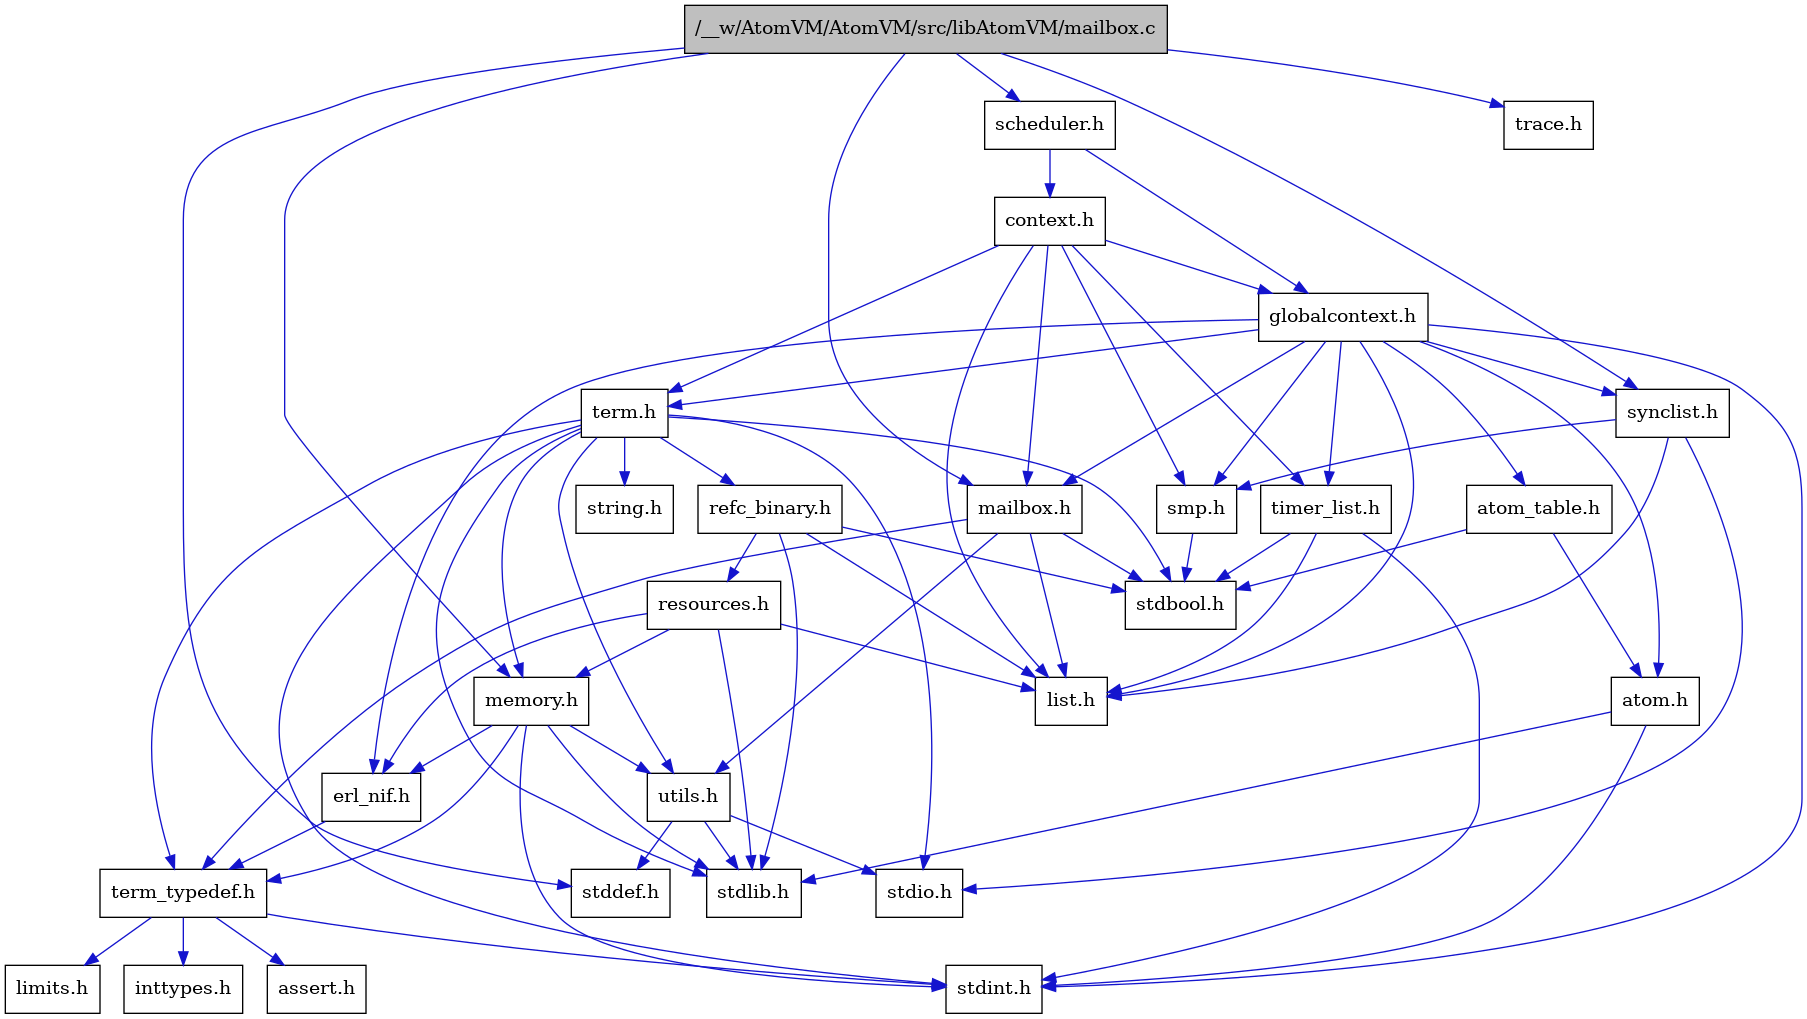 /__w/AtomVM/AtomVM/src/libAtomVM/mailbox.c
scheduler.h
trace.h
context.h
globalcontext.h
term.h
synclist.h
string.h
refc_binary.h
mailbox.h
smp.h
timer_list.h
atom_table.h
resources.h
stdbool.h
memory.h
list.h
atom.h
erl_nif.h
utils.h
term_typedef.h
stddef.h
stdlib.h
stdio.h
limits.h
inttypes.h
assert.h
stdint.h